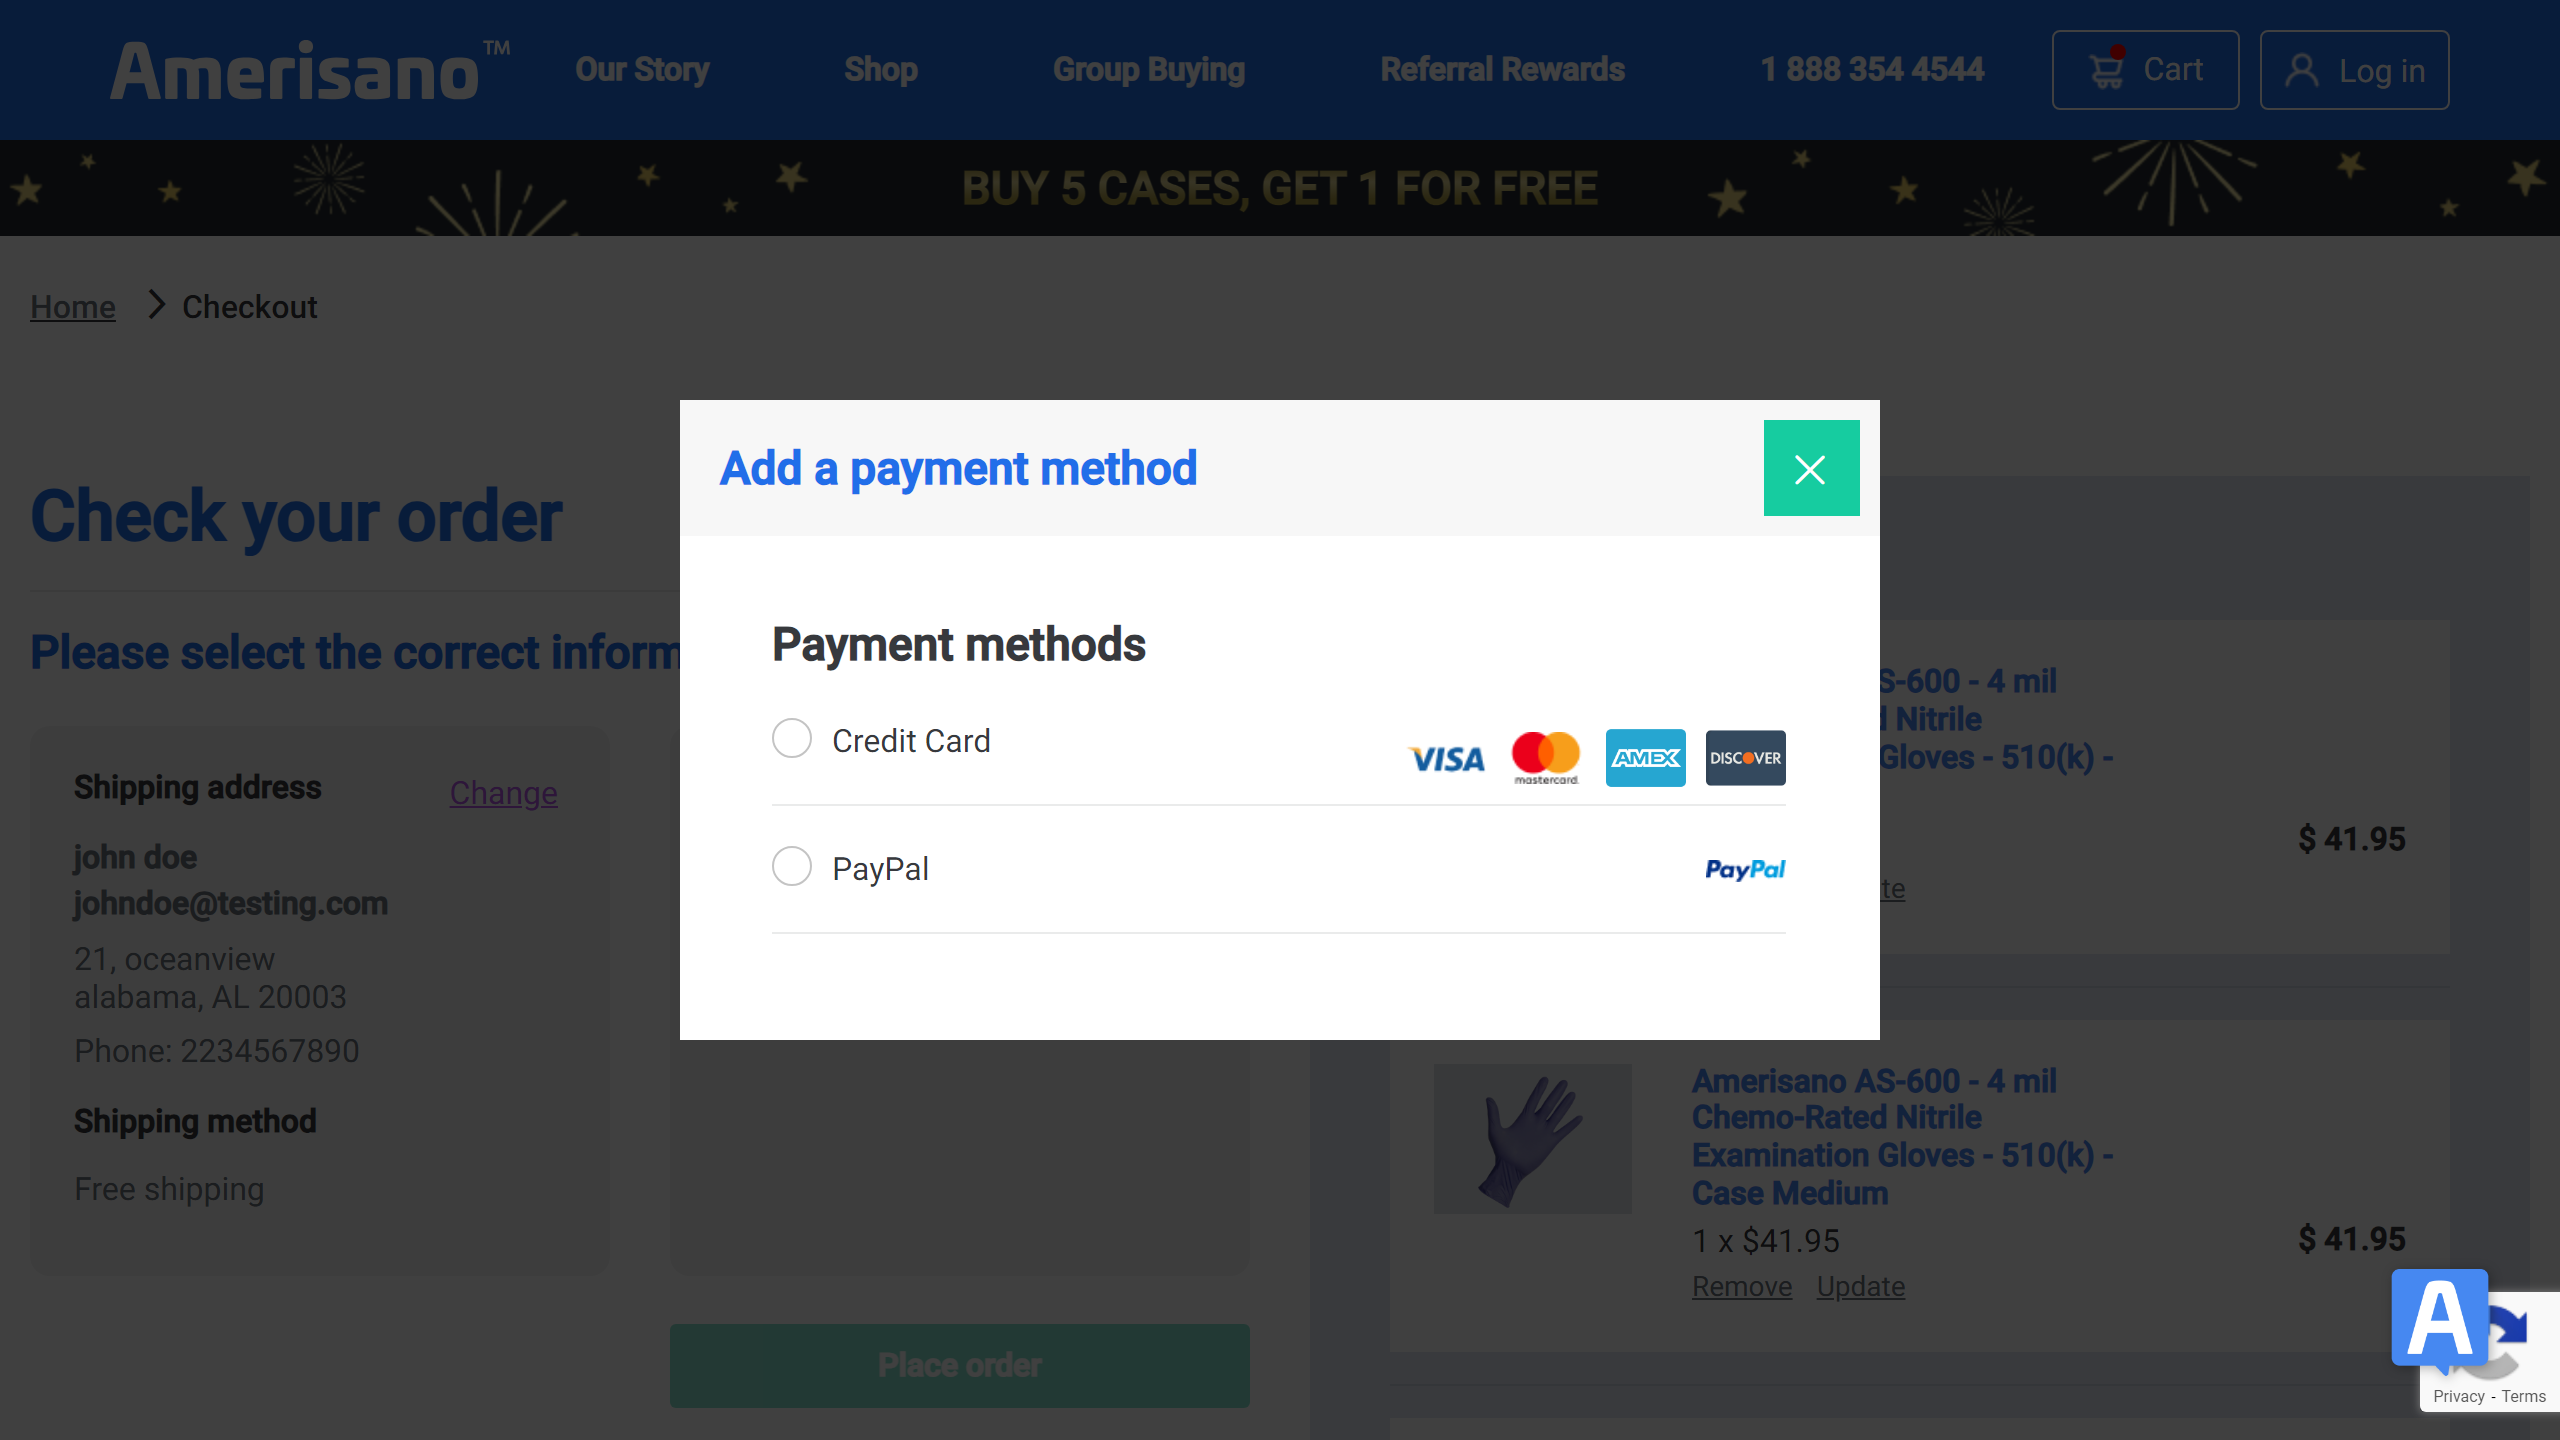 Amerisano™
Our Story
Shop
Group Buying
Referral Rewards
1 888 354 4544
Cart
Log in
BUY 5 CASES, GET 1 FOR FREE
Home
Checkout
Check your order
Please select the correct inform
Shipping address
Change
john doe
johndoe@testing.com
21, oceanview
alabama, AL 20003
Phone: 2234567890
Shipping method
Free shipping
Place order
Add a payment method
Payment methods
Credit Card
VISA
mastercard.
AMEX
DISCOVER
PayPal
PayPal
S-600 - 4 mil
d Nitrile
Gloves - 510(k) -
$ 41.95
te
Amerisano AS-600 - 4 mil
Chemo-Rated Nitrile
Examination Gloves - 510(k) -
Case Medium
1 x $41.95
$ 41.95
Remove
Update
A
Privacy - Terms